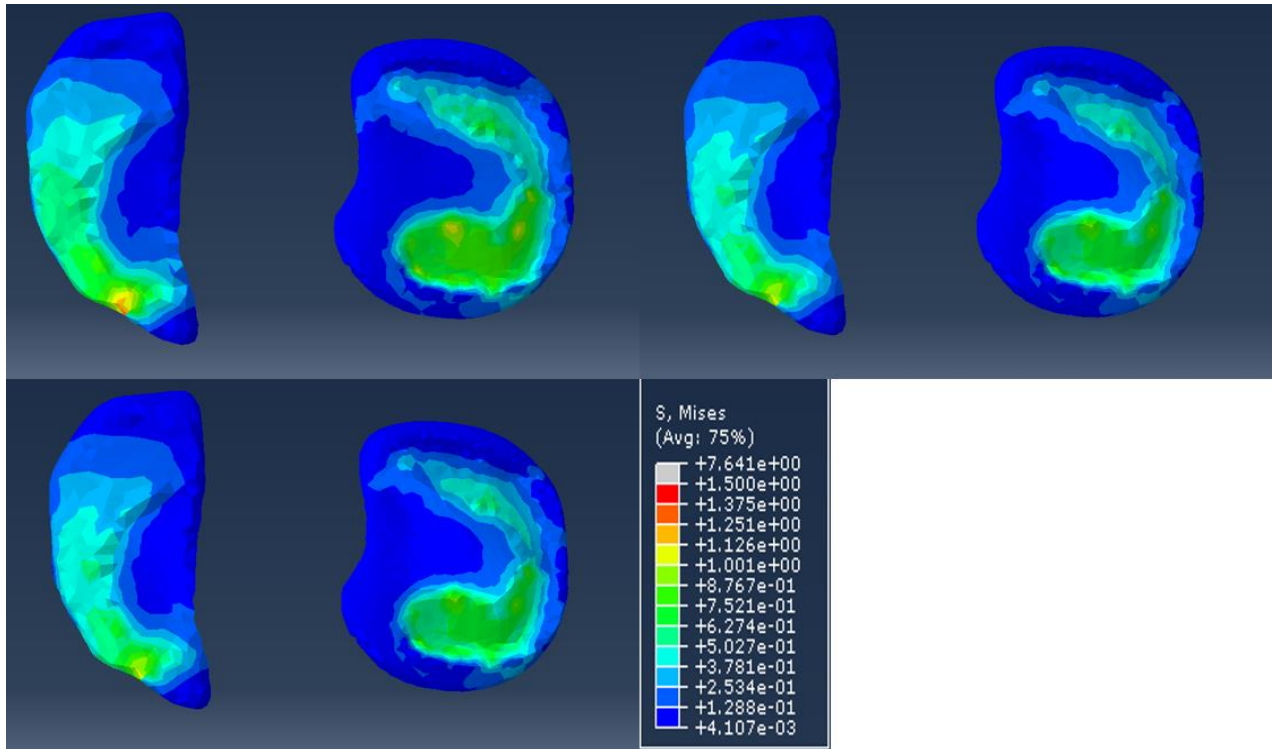 S, Mises
(Avg: 75%)
+7.641e+00
+1.500e+00
+1.375e+00
+1.251e+00
+1.126e+00
+1.001e+00
+8.767e-01
+7.521e-01
+6.274e-01
+5.027e-01
+3.781e-01
+2.534e-01
+1.288e-01
+4.107e-03